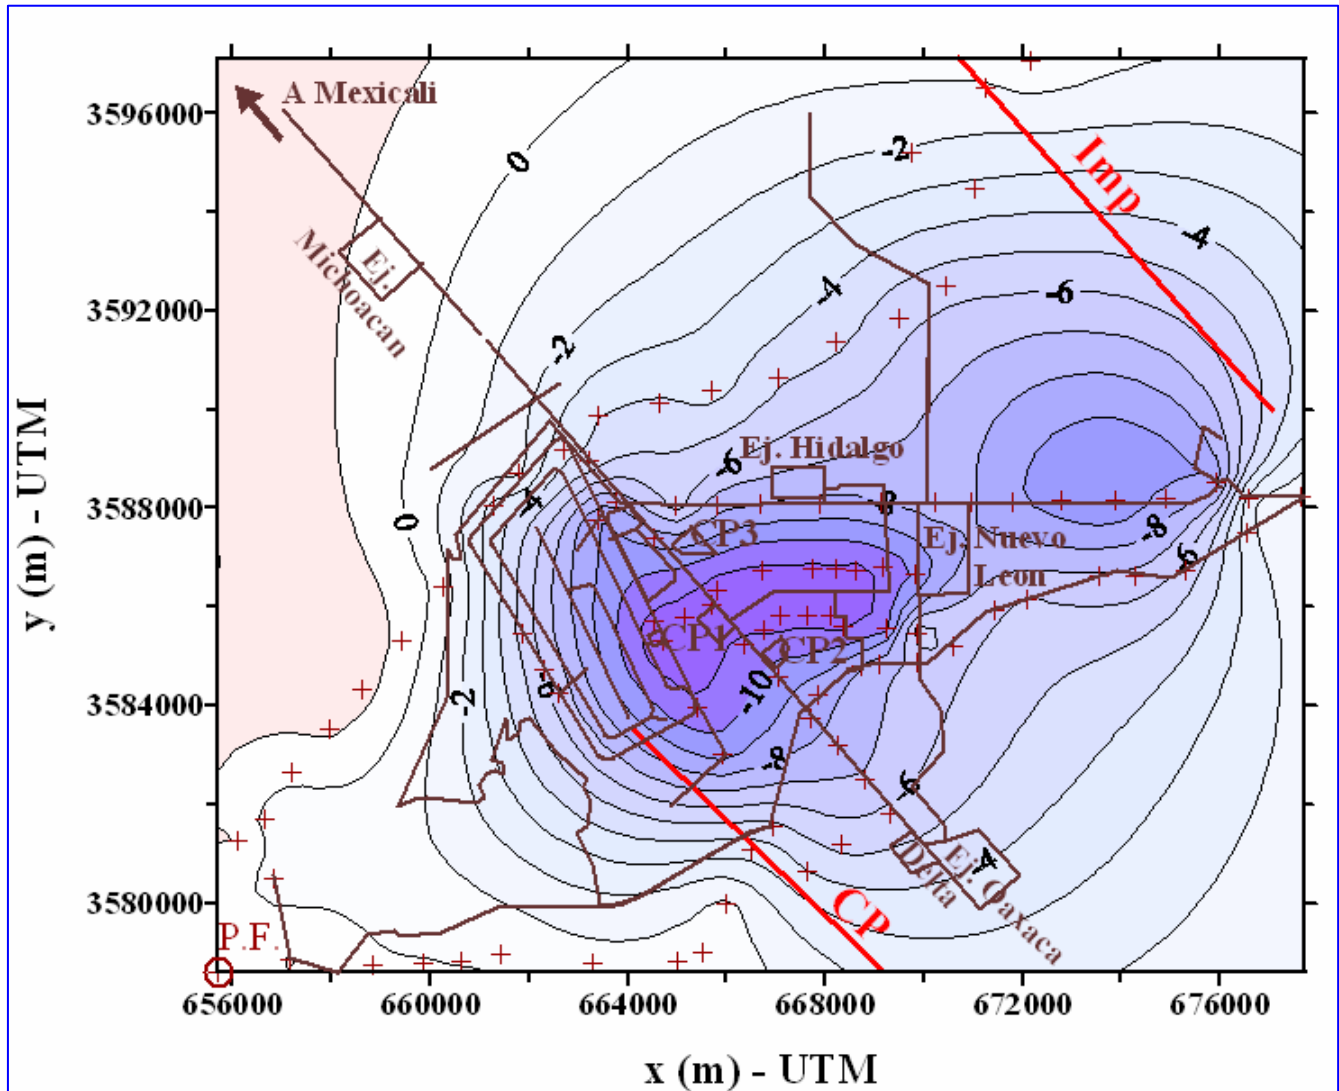 A Mexicali
3596000
0
-2
Imp
-4
Ej.
Michoacan
-4
-6
3592000
-2
Ej. Hidalgo
-6
3588000
-4
-8
0
CP3
Ej. Nuevo
Leon
-8
-6
y (m) - UTM
CP1
CP2
-6
-10
3584000
-2
-8
-6
-4
Delta
Ej. Oaxaca
3580000
CP
P.F.
656000
660000
664000
668000
672000
676000
x (m) - UTM